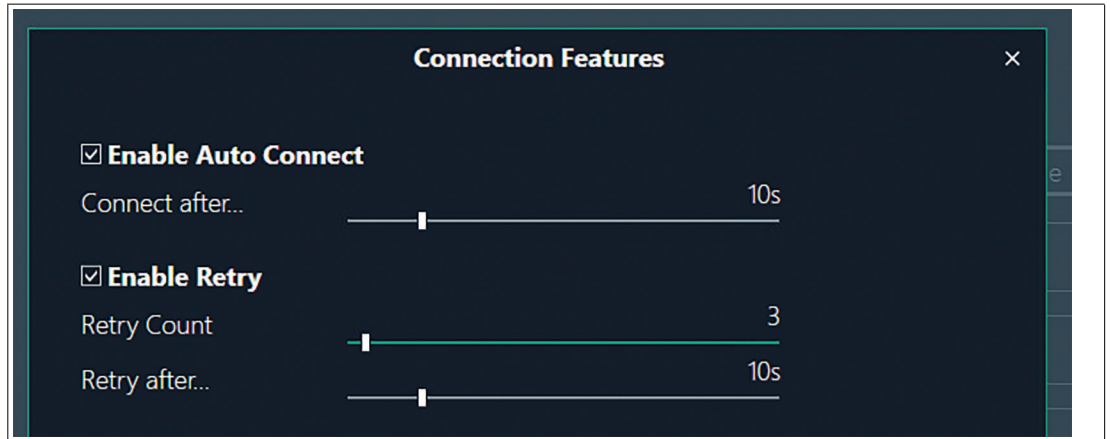 Connection Features ×
Enable Auto Connect
Connect after... 10s
Enable Retry
Retry Count 3
Retry after... 10s
e